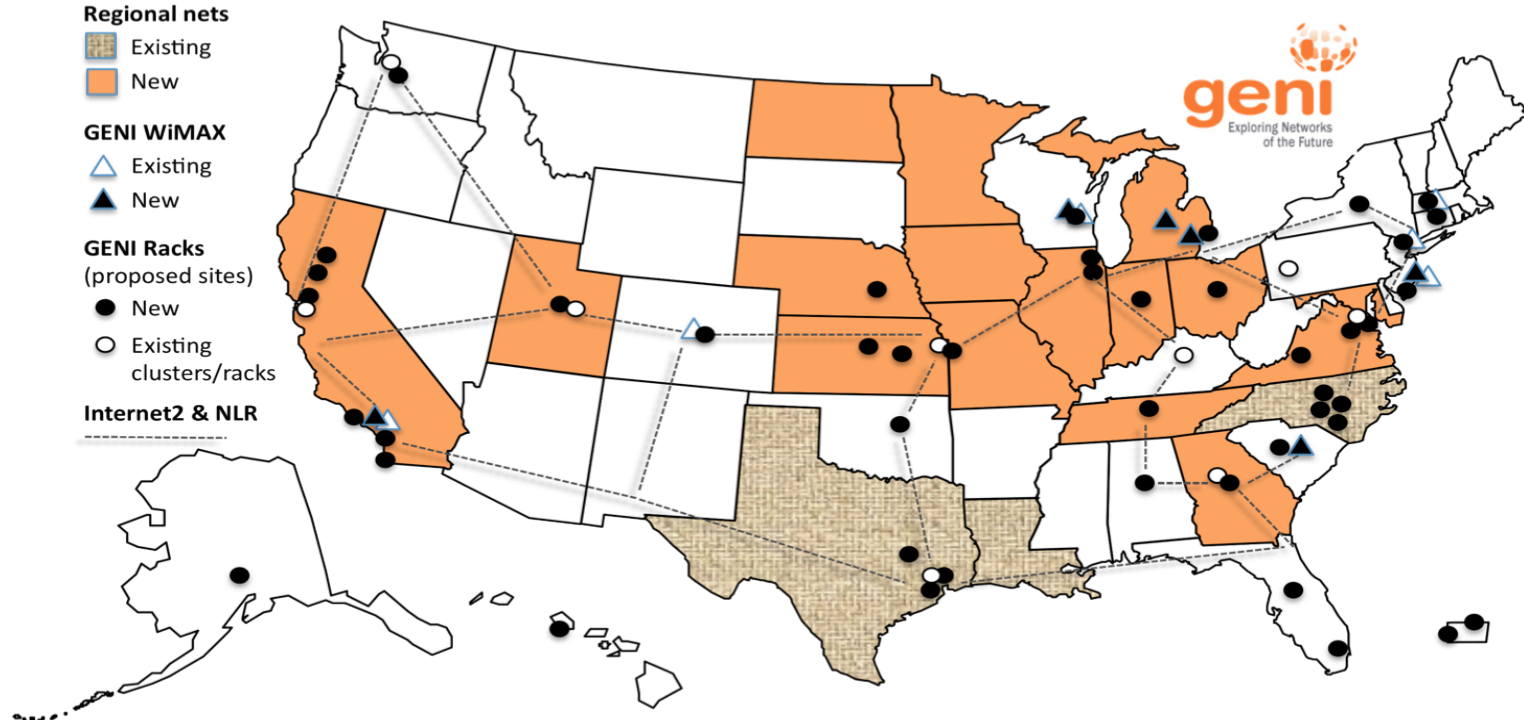 Regional nets
Existing
New
GENI WiMAX
Existing
New
GENI Racks
(proposed sites)
New
Existing
clusters/racks
Internet2 & NLR
geni
Exploring Networks
of the Future